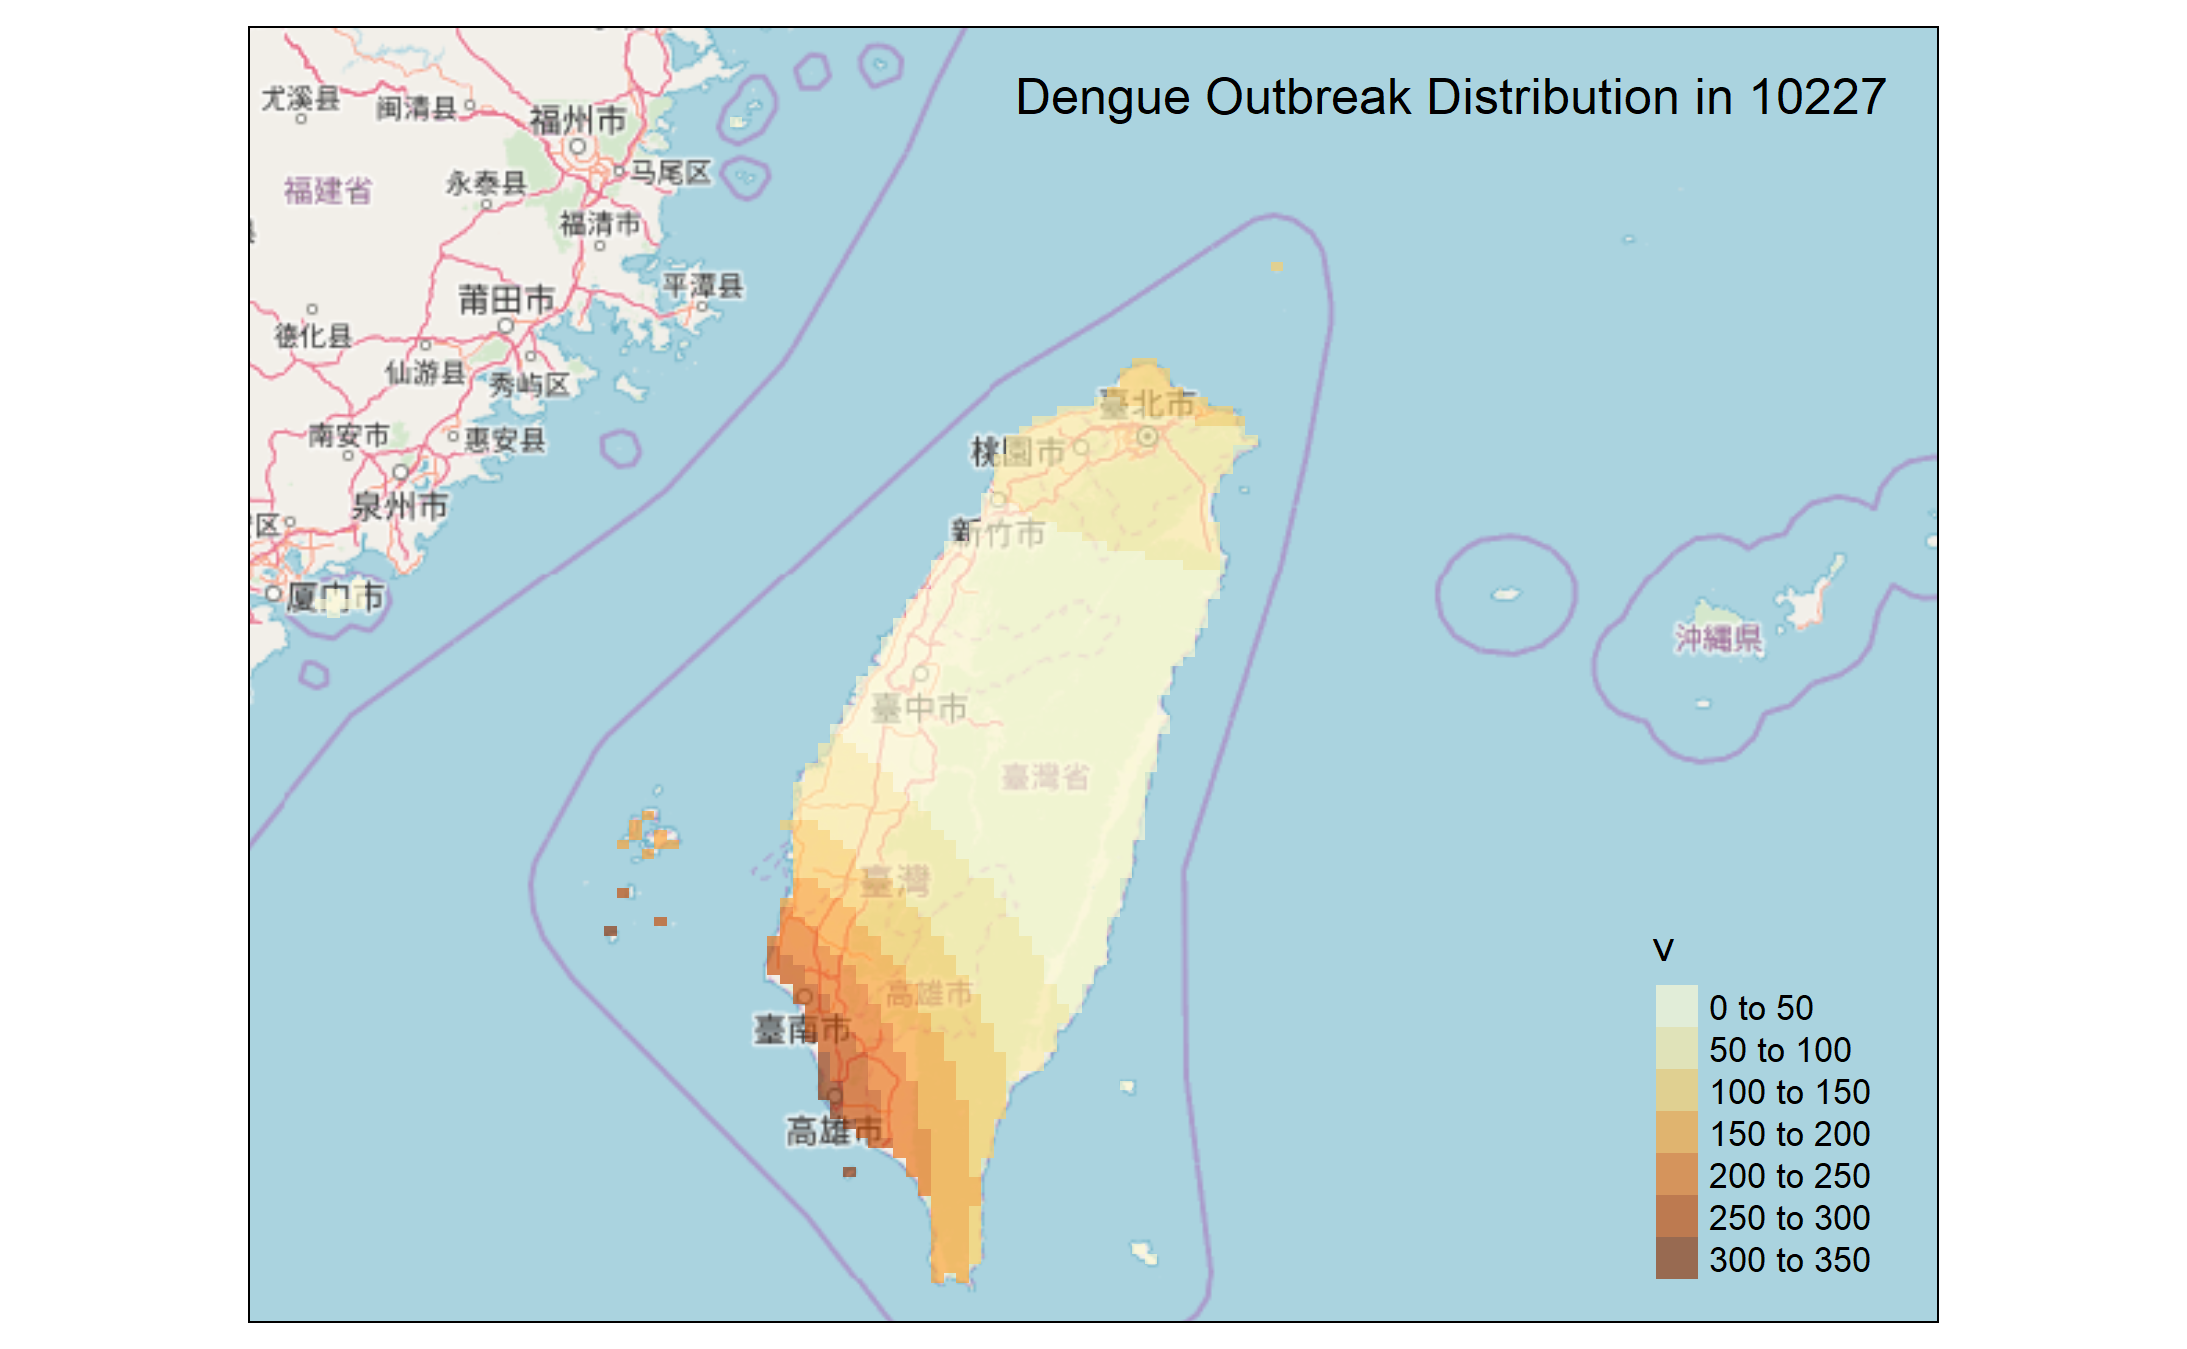 Dengue Outbreak Distribution in 10227
尤溪县
闽清县
福州市
马尾区
福建省
永泰县
福清市
平潭县
莆田市
德化县
仙游县
秀屿区
南安市
惠安县
泉州市
区
厦门市
臺北市
桃園市
新竹市
臺中市
臺灣省
臺灣
高雄市
臺南市
高雄市
沖縄県
v
0 to 50
50 to 100
100 to 150
150 to 200
200 to 250
250 to 300
300 to 350